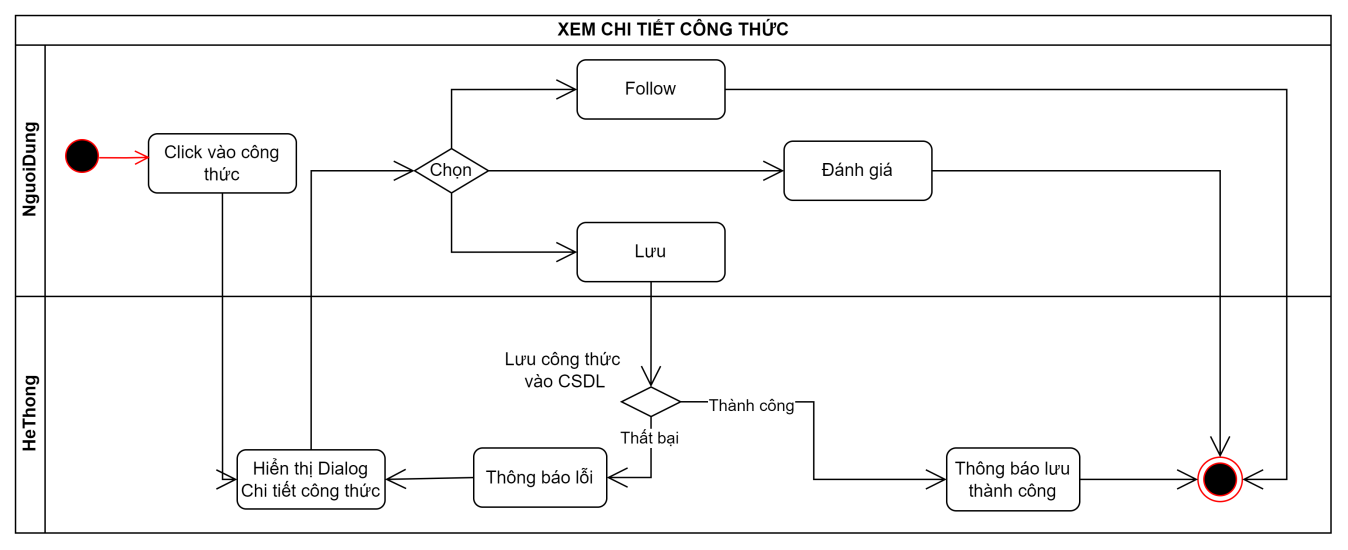 XEM CHI TIẾT CÔNG THỨC
NguoiDung
Click vào công
thức
Chọn
Follow
Đánh giá
Lưu
HeThong
Lưu công thức
vào CSDL
Thành công
Thất bại
Hiển thị Dialog
Chi tiết công thức
Thông báo lỗi
Thông báo lưu
thành công